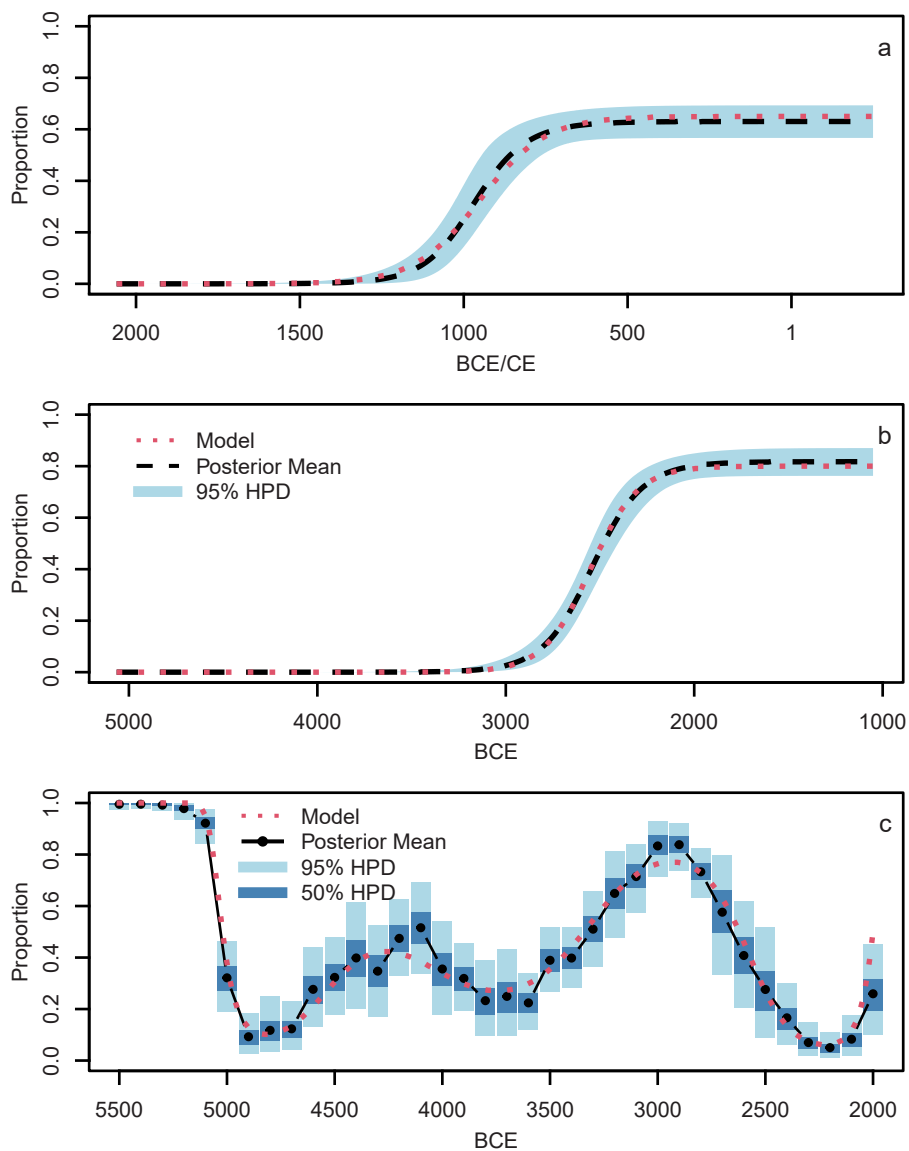 a
1.0
0.8
0.6
0.4
0.2
0.0
Proportion
2000 1500 1000 500 1
BCE/CE
b
1.0
0.8
0.6
0.4
0.2
0.0
Proportion
Model
Posterior Mean
95% HPD
5000 4000 3000 2000 1000
BCE
c
1.0
0.8
0.6
0.4
0.2
0.0
Proportion
Model
Posterior Mean
95% HPD
50% HPD
5500 5000 4500 4000 3500 3000 2500 2000
BCE